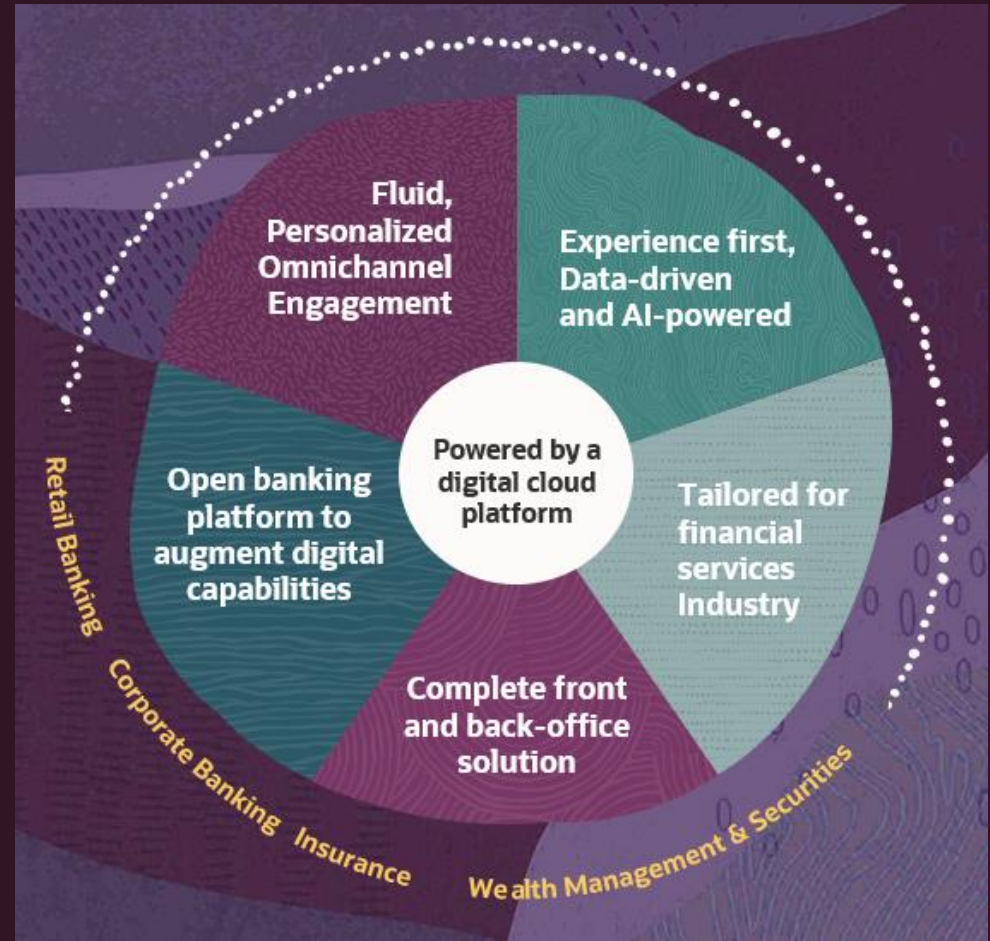 Fluid,
Personalized
Omnichannel
Engagement
Experience first,
Data-driven
and AI-powered
Powered by a
digital cloud
platform
Open banking
platform to
augment digital
capabilities
Tailored for
financial
services
Industry
Complete front
and back-office
solution
Retail Banking
Corporate Banking
Insurance
Wealth Management & Securities